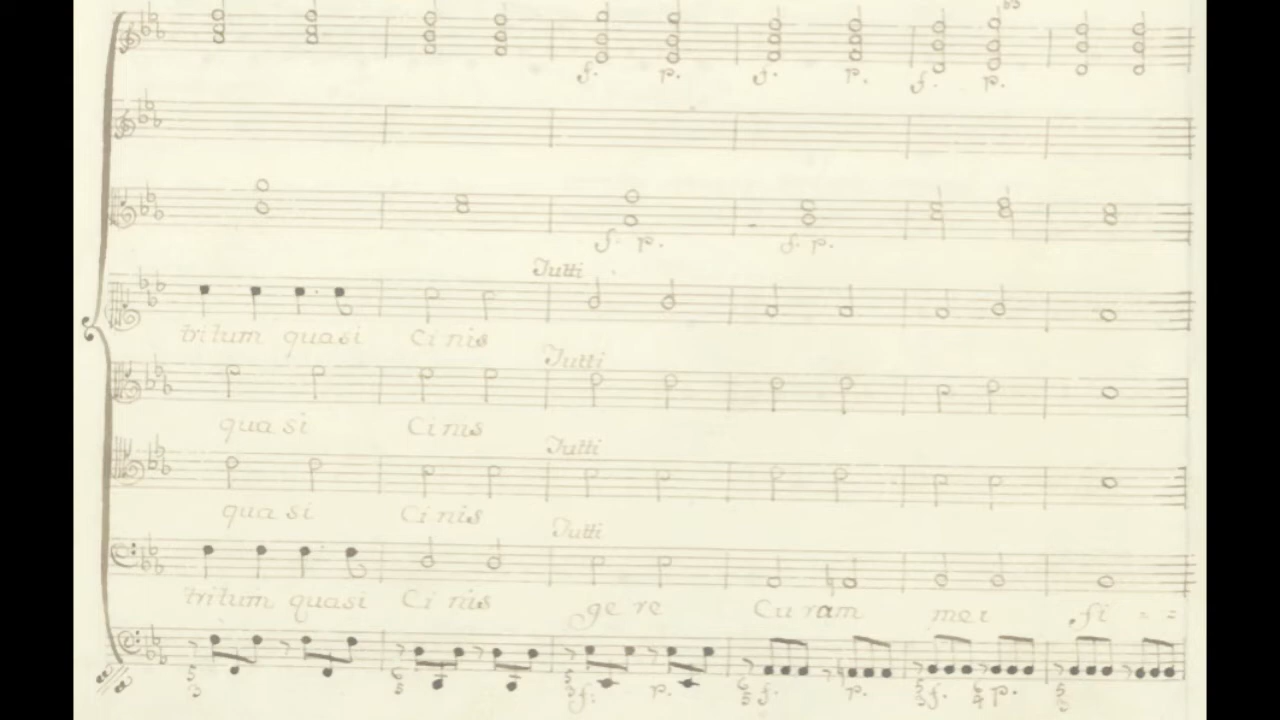 f. p. f. p. f. p.
f. p. f. p.
Tutti
tritum quasi Cinis
Tutti
quasi Cinis
Tutti
quasi Cinis
Tutti
tritum quasi Cinis gere Curam mei fi - -
f. p. f. p. f. p.